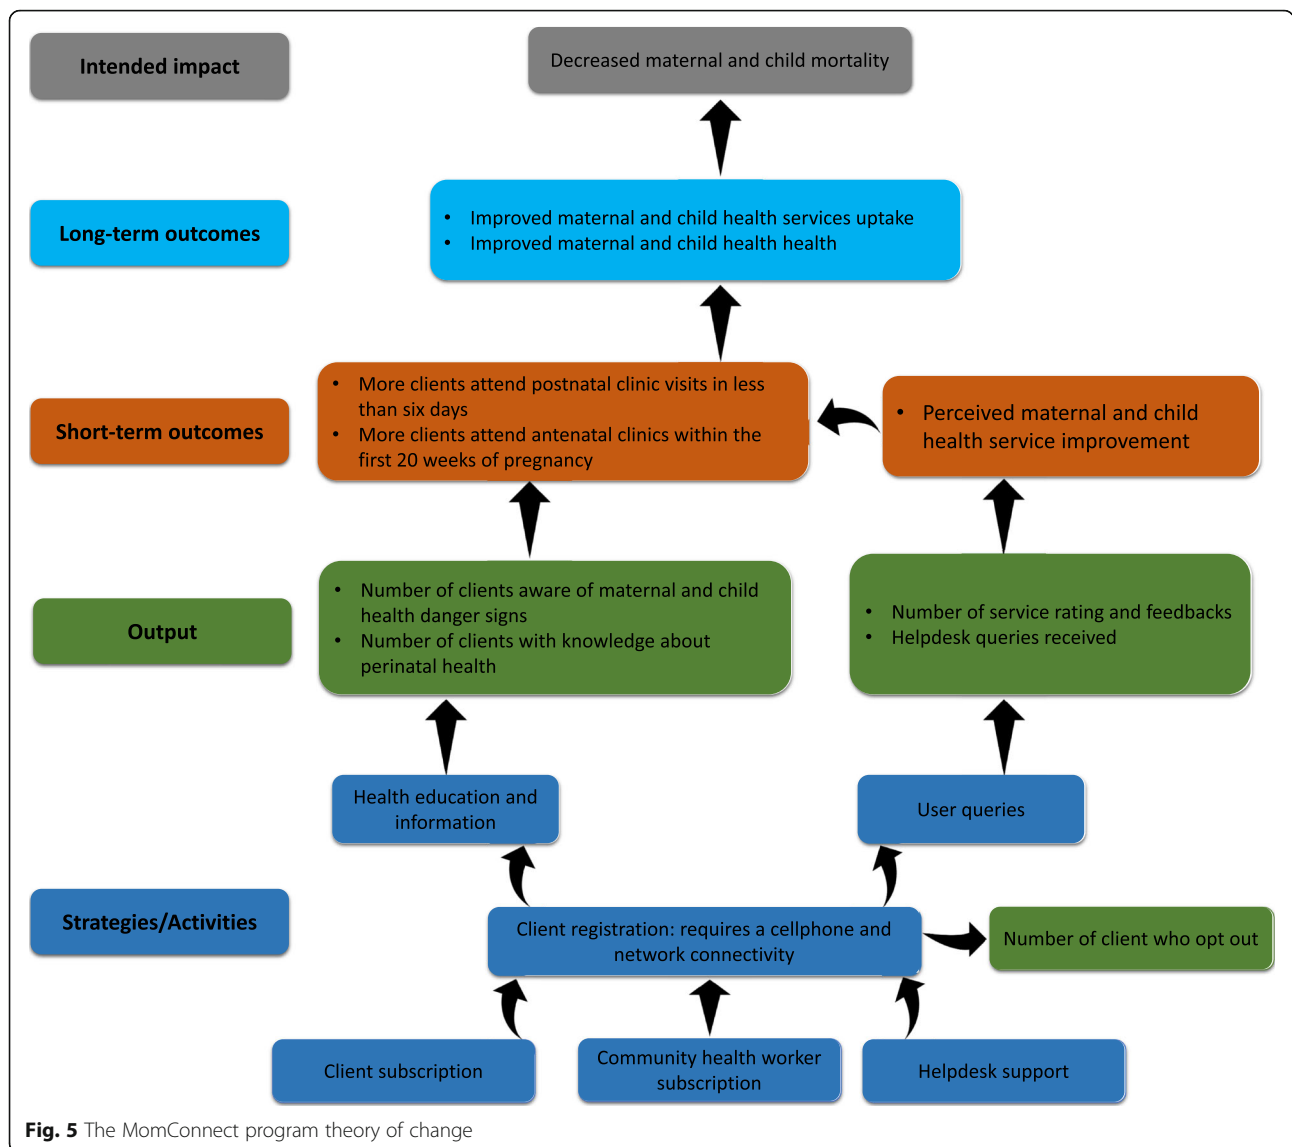 Intended impact
Decreased maternal and child mortality
Long-term outcomes
• Improved maternal and child health services uptake
• Improved maternal and child health health
Short-term outcomes
• More clients attend postnatal clinic visits in less
than six days
• More clients attend antenatal clinics within the
first 20 weeks of pregnancy
• Perceived maternal and child
health service improvement
Output
• Number of clients aware of maternal and child
health danger signs
• Number of clients with knowledge about
perinatal health
• Number of service rating and feedbacks
• Helpdesk queries received
Health education and
information
User queries
Strategies/Activities
Client registration: requires a cellphone and
network connectivity
Number of client who opt out
Client subscription
Community health worker
subscription
Helpdesk support
Fig. 5 The MomConnect program theory of change